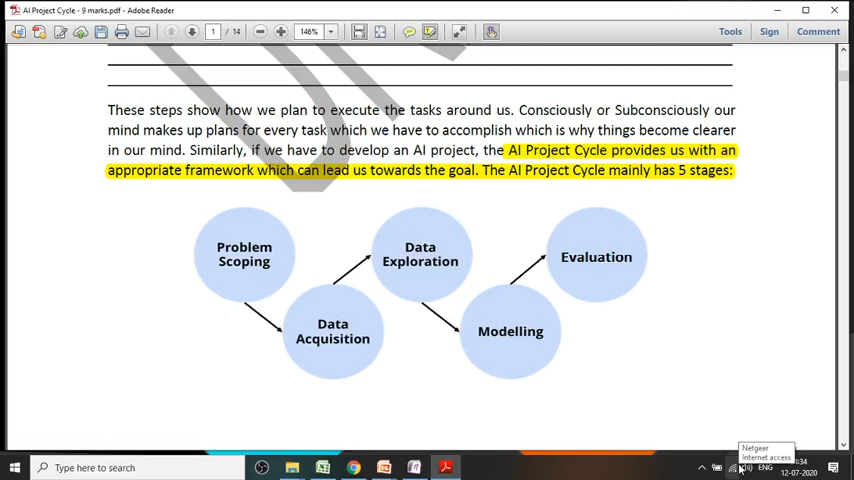 AI Project Cycle - 9 marks.pdf - Adobe Reader
1 / 14
146%
Tools
Sign
Comment
These steps show how we plan to execute the tasks around us. Consciously or Subconsciously our
mind makes up plans for every task which we have to accomplish which is why things become clearer
in our mind. Similarly, if we have to develop an AI project, the AI Project Cycle provides us with an
appropriate framework which can lead us towards the goal. The AI Project Cycle mainly has 5 stages:
Problem
Scoping
Data
Acquisition
Data
Exploration
Modelling
Evaluation
Netgear
Internet access
Type here to search
ENG
12-07-2020